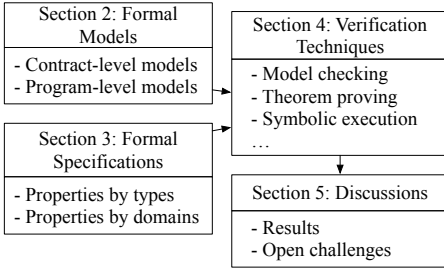 Section 2: Formal
Models
- Contract-level models
- Program-level models
Section 3: Formal
Specifications
- Properties by types
- Properties by domains
Section 4: Verification
Techniques
- Model checking
- Theorem proving
- Symbolic execution
...
Section 5: Discussions
- Results
- Open challenges